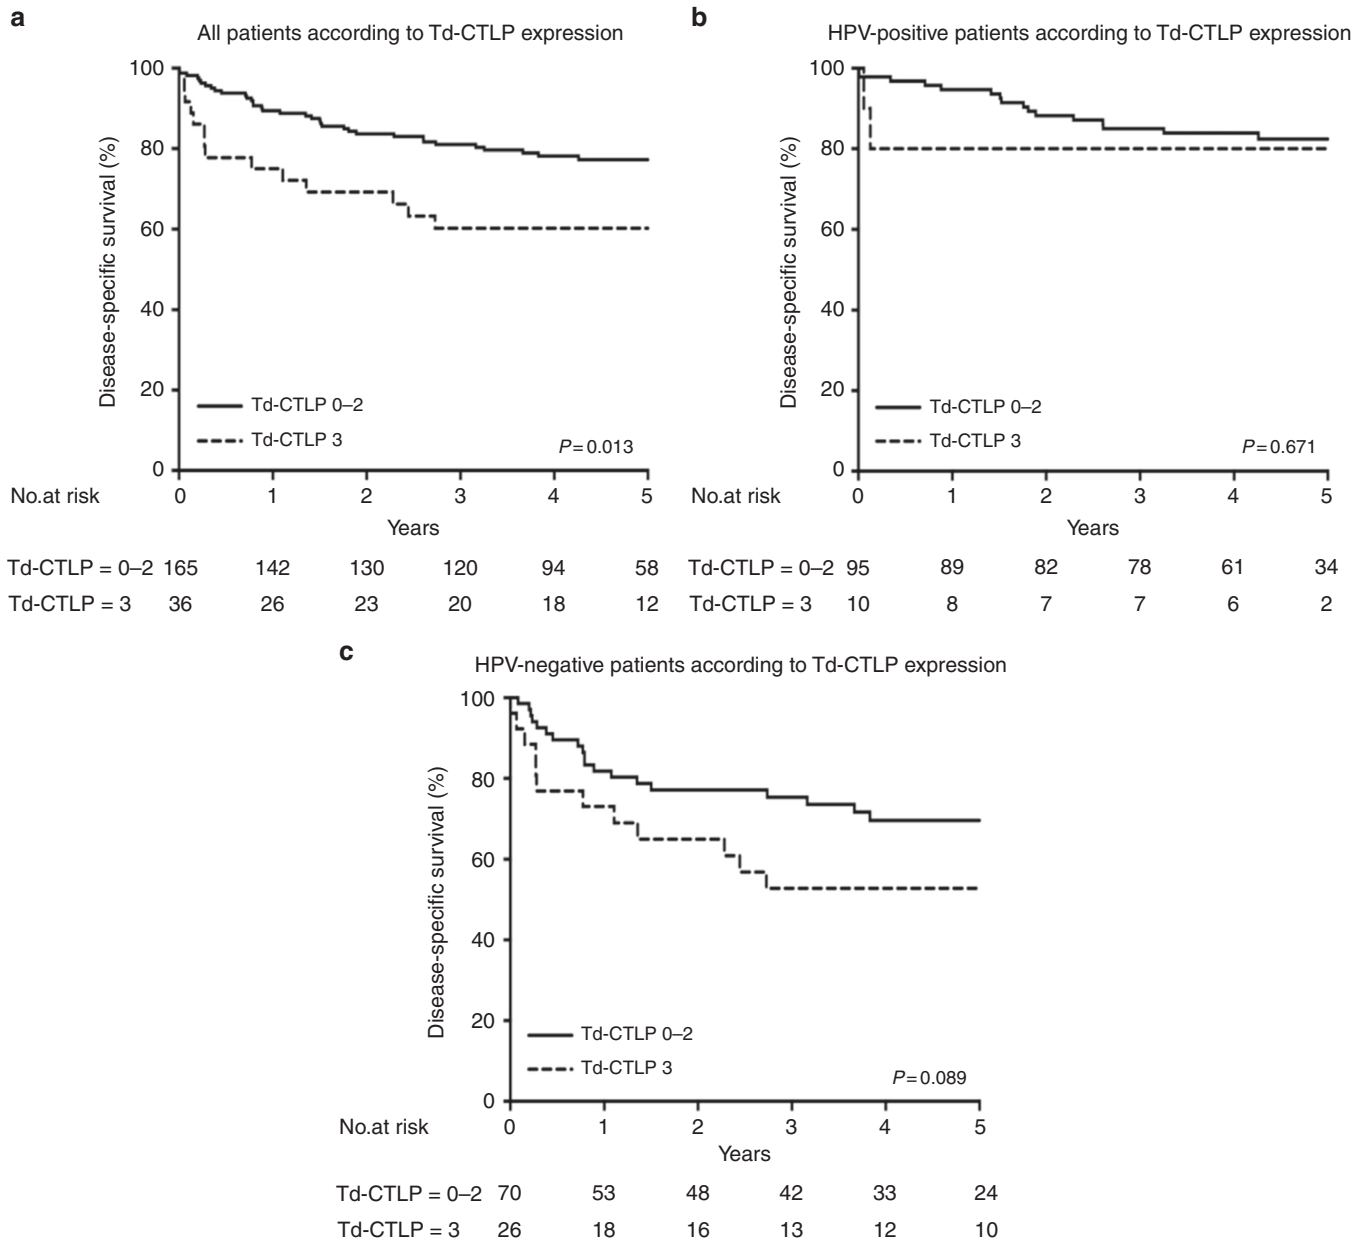 a
All patients according to Td-CTLP expression
Disease-specific survival (%)
100
80
60
40
20
0
Td-CTLP 0–2
Td-CTLP 3
P=0.013
No.at risk 0 1 2 3 4 5
Years
Td-CTLP = 0–2 165 142 130 120 94 58
Td-CTLP = 3 36 26 23 20 18 12
b
HPV-positive patients according to Td-CTLP expression
Disease-specific survival (%)
100
80
60
40
20
0
Td-CTLP 0–2
Td-CTLP 3
P=0.671
No.at risk 0 1 2 3 4 5
Years
Td-CTLP = 0–2 95 89 82 78 61 34
Td-CTLP = 3 10 8 7 7 6 2
c
HPV-negative patients according to Td-CTLP expression
Disease-specific survival (%)
100
80
60
40
20
0
Td-CTLP 0–2
Td-CTLP 3
P=0.089
No.at risk 0 1 2 3 4 5
Years
Td-CTLP = 0–2 70 53 48 42 33 24
Td-CTLP = 3 26 18 16 13 12 10